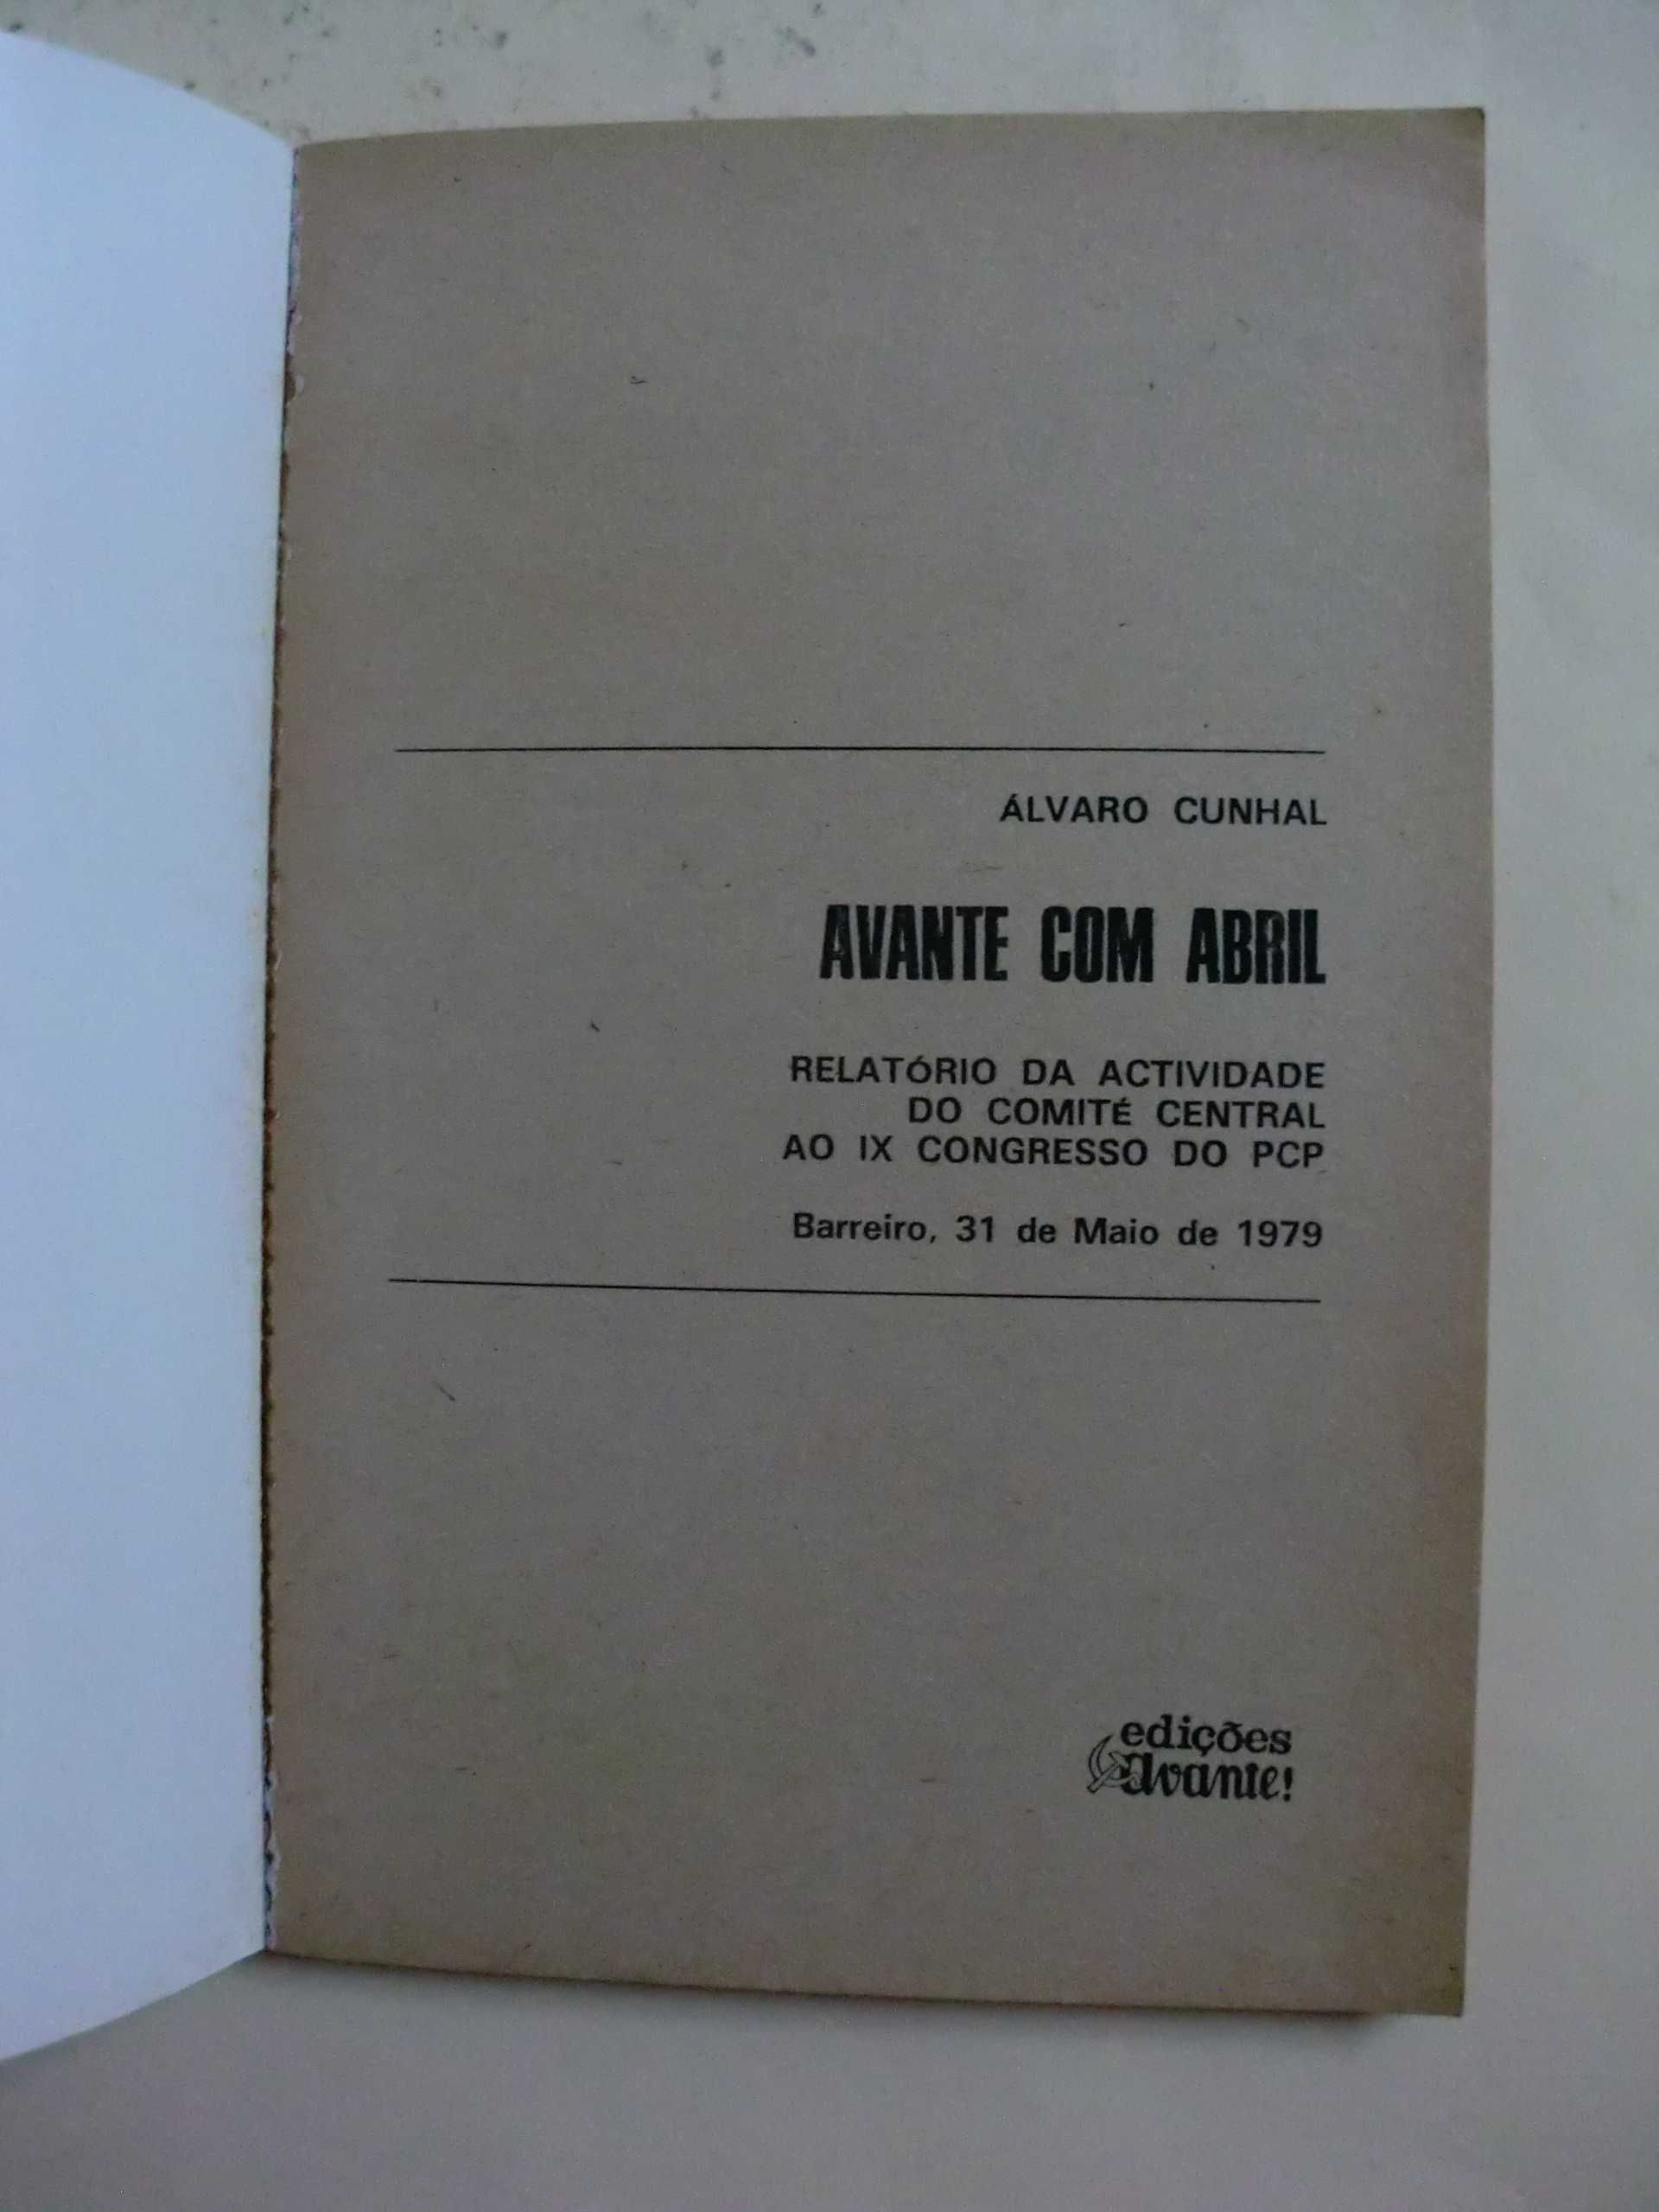 ÁLVARO CUNHAL
AVANTE COM ABRIL
RELATÓRIO DA ACTIVIDADE
DO COMITÉ CENTRAL
AO IX CONGRESSO DO PCP
Barreiro, 31 de Maio de 1979
edições
avante!